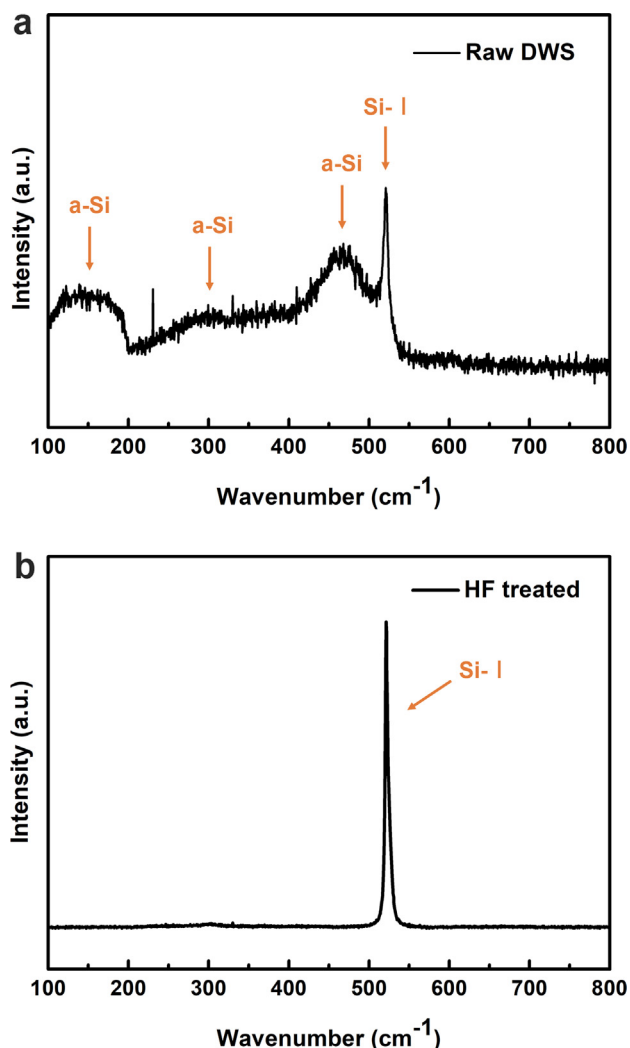 a
Raw DWS
Si- I
a-Si
a-Si
a-Si
Intensity (a.u.)
100 200 300 400 500 600 700 800
Wavenumber (cm⁻¹)
b
HF treated
Si- I
Intensity (a.u.)
100 200 300 400 500 600 700 800
Wavenumber (cm⁻¹)